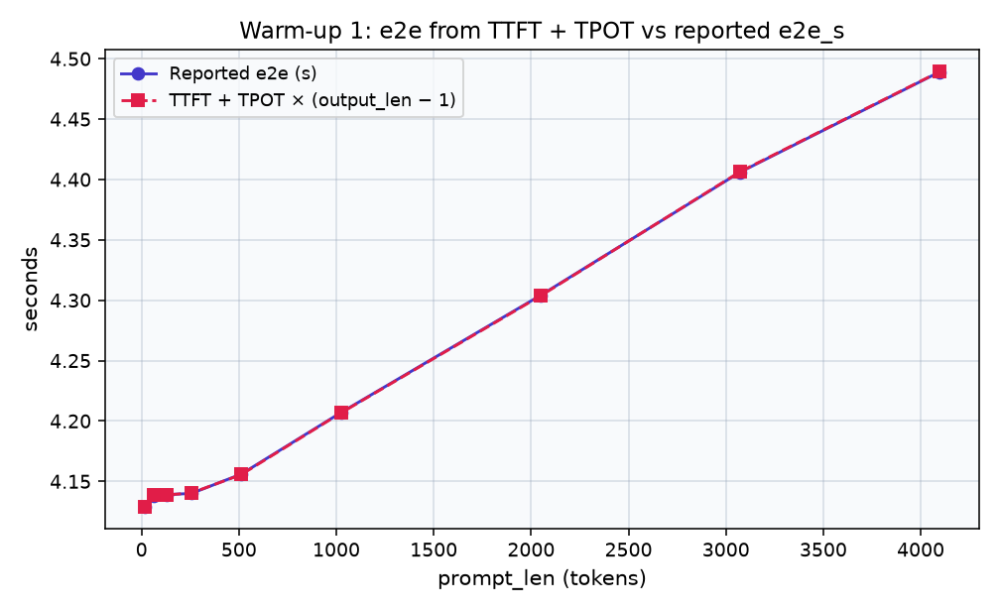 Warm-up 1: e2e from TTFT + TPOT vs reported e2e_s
Reported e2e (s)
TTFT + TPOT × (output_len − 1)
4.50
4.45
4.40
4.35
4.30
4.25
4.20
4.15
seconds
0 500 1000 1500 2000 2500 3000 3500 4000
prompt_len (tokens)